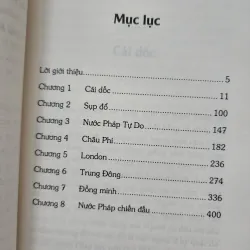 Mục lục
Lời giới thiệu 5
Chương 1 Cái dốc 11
Chương 2 Sụp đổ 100
Chương 3 Nước Pháp Tự Do 147
Chương 4 Châu Phi 182
Chương 5 London 236
Chương 6 Trung Đông 274
Chương 7 Đồng minh 336
Chương 8 Nước Pháp chiến đấu 400